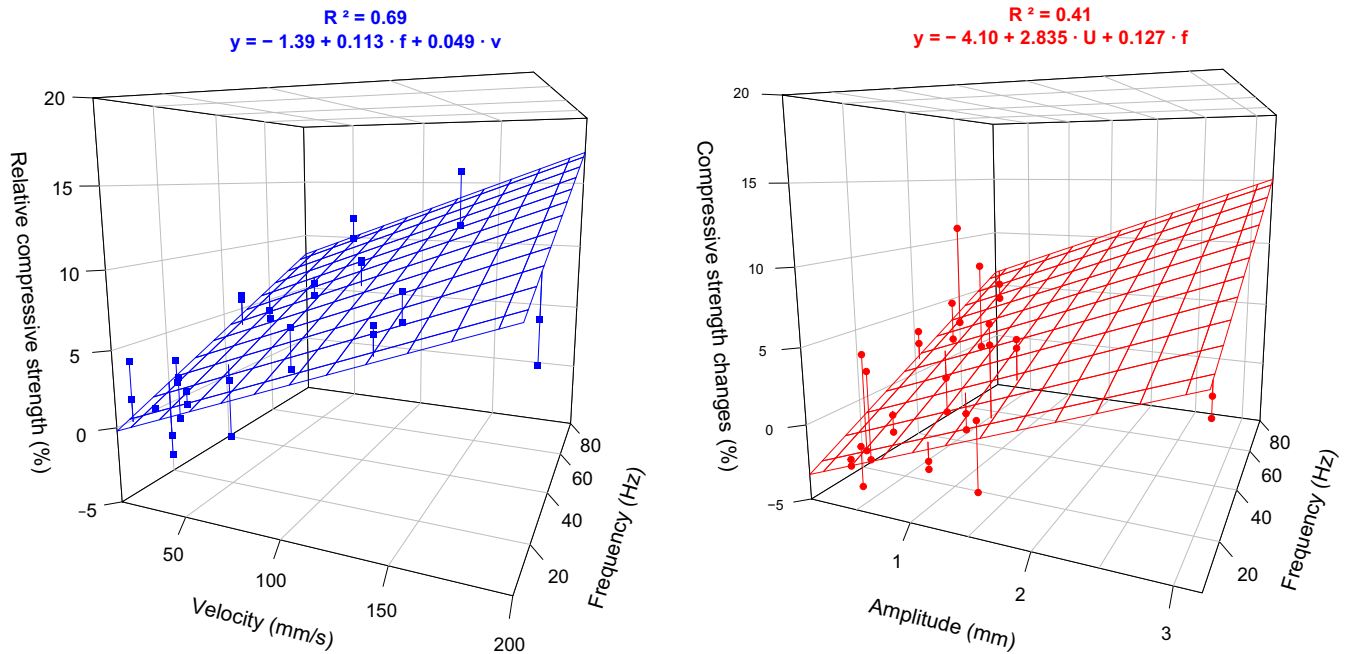 R ² = 0.69
y = − 1.39 + 0.113 · f + 0.049 · v
20
15
10
5
0
−5
Relative compressive strength (%)
50
100
150
200
Velocity (mm/s)
20
40
60
80
Frequency (Hz)
R ² = 0.41
y = − 4.10 + 2.835 · U + 0.127 · f
20
15
10
5
0
−5
Compressive strength changes (%)
1
2
3
Amplitude (mm)
20
40
60
80
Frequency (Hz)